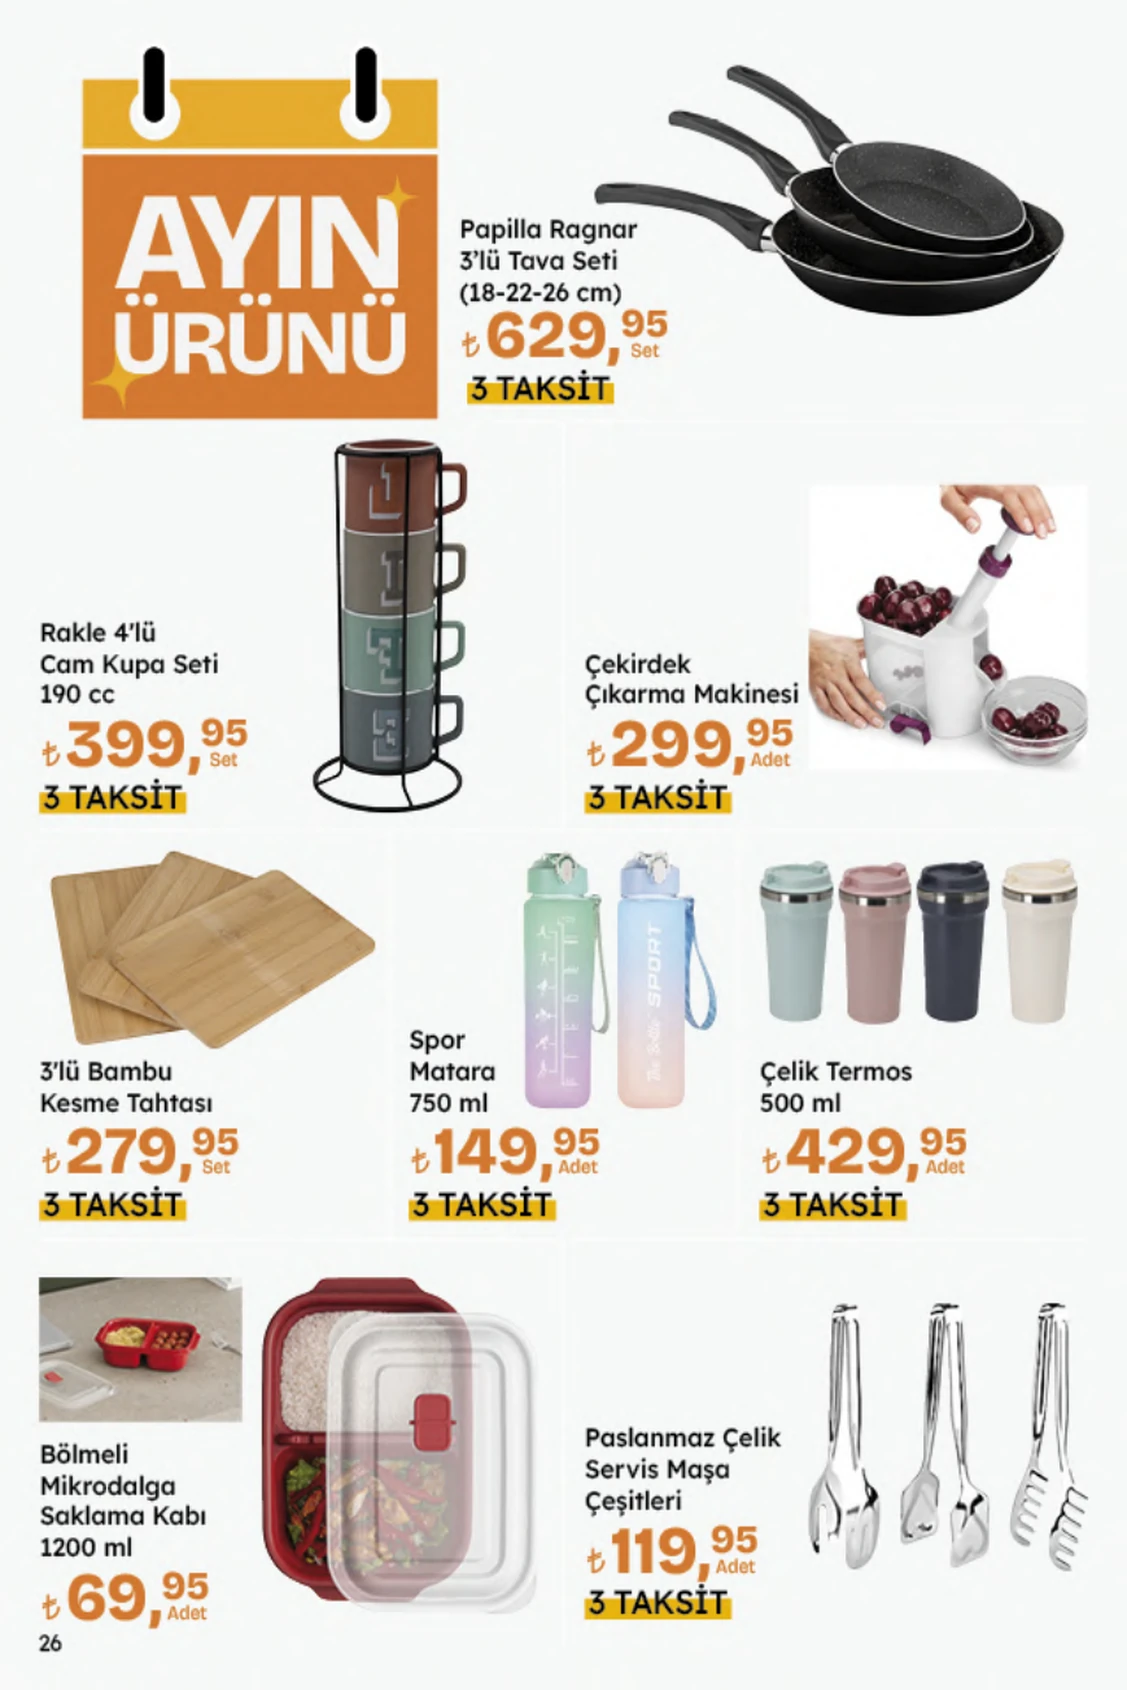 AYIN
ÜRÜNÜ
Papilla Ragnar
3'lü Tava Seti
(18-22-26 cm)
₺629,95
Set
3 TAKSİT
Rakle 4'lü
Cam Kupa Seti
190 cc
₺399,95
Set
3 TAKSİT
Çekirdek
Çıkarma Makinesi
₺299,95
Adet
3 TAKSİT
3'lü Bambu
Kesme Tahtası
₺279,95
Set
3 TAKSİT
SPORT
The Bottle
Spor
Matara
750 ml
₺149,95
Adet
3 TAKSİT
Çelik Termos
500 ml
₺429,95
Adet
3 TAKSİT
Bölmeli
Mikrodalga
Saklama Kabı
1200 ml
₺69,95
Adet
Paslanmaz Çelik
Servis Maşa
Çeşitleri
₺119,95
Adet
3 TAKSİT
26